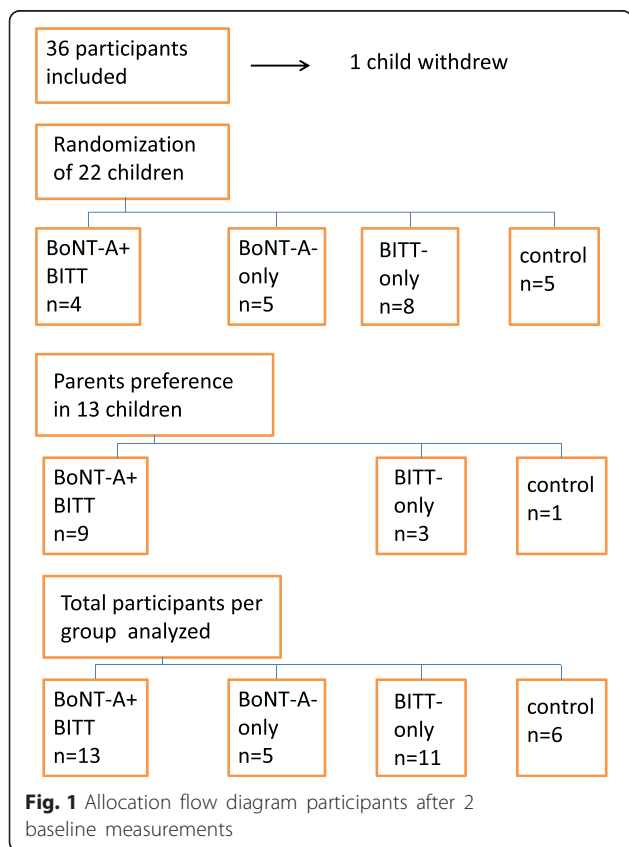 36 participants
included
1 child withdrew
Randomization
of 22 children
BoNT-A+
BITT
n=4
BoNT-A-
only
n=5
BITT-
only
n=8
control
n=5
Parents preference
in 13 children
BoNT-A+
BITT
n=9
BITT-
only
n=3
control
n=1
Total participants per
group analyzed
BoNT-A+
BITT
n=13
BoNT-A-
only
n=5
BITT-
only
n=11
control
n=6
Fig. 1 Allocation flow diagram participants after 2
baseline measurements